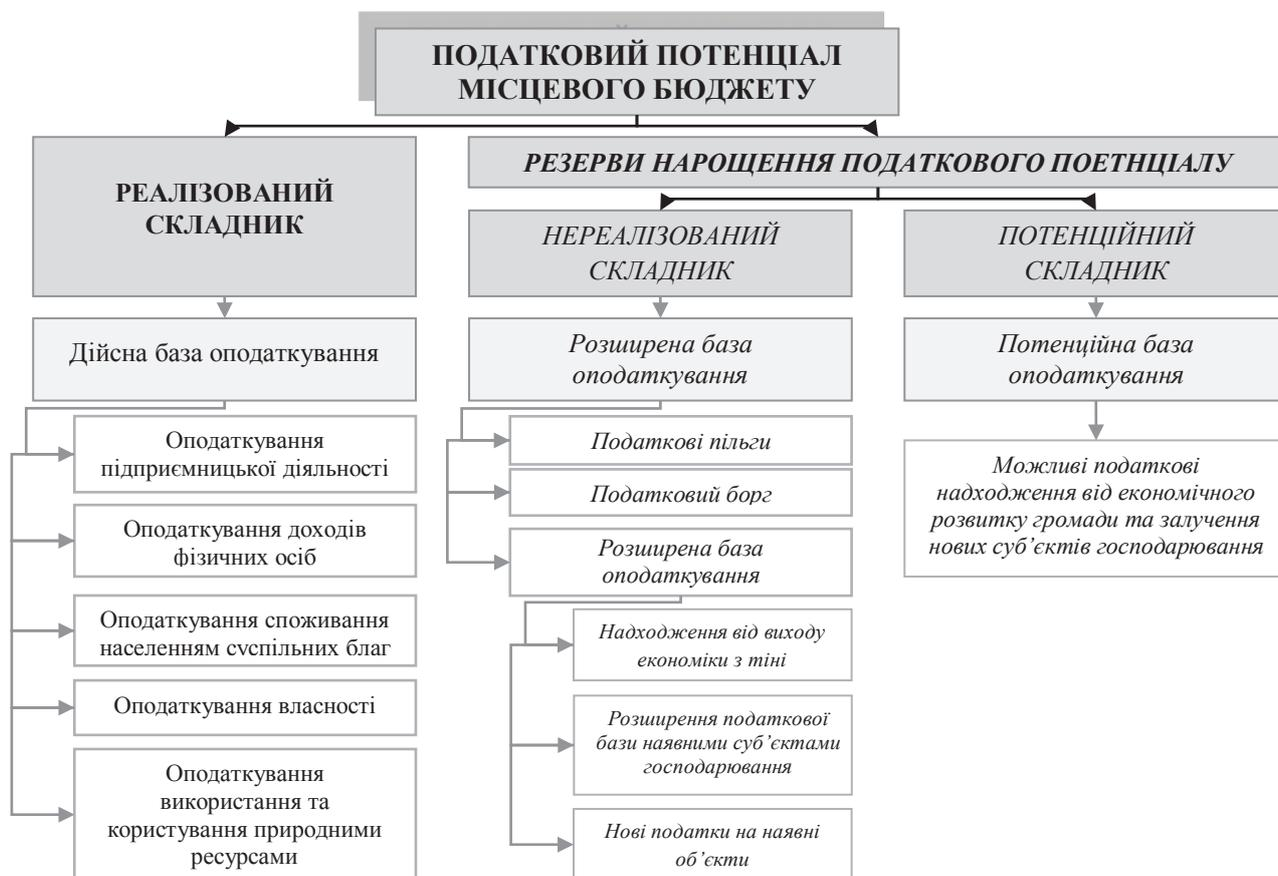 ПОДАТКОВИЙ ПОТЕНЦІАЛ
МІСЦЕВОГО БЮДЖЕТУ
РЕАЛІЗОВАНИЙ
СКЛАДНИК
РЕЗЕРВИ НАРОЩЕННЯ ПОДАТКОВОГО ПОЕТНЦІАЛУ
НЕРЕАЛІЗОВАНИЙ
СКЛАДНИК
ПОТЕНЦІЙНИЙ
СКЛАДНИК
Дійсна база оподаткування
Оподаткування
підприємницької діяльності
Оподаткування доходів
фізичних осіб
Оподаткування споживання
населенням суспільних благ
Оподаткування власності
Оподаткування
використання та
користування природними
ресурсами
Розширена база
оподаткування
Податкові пільги
Податковий борг
Розширена база
оподаткування
Надходження від виходу
економіки з тіні
Розширення податкової
бази наявними суб’єктами
господарювання
Нові податки на наявні
об’єкти
Потенційна база
оподаткування
Можливі податкові
надходження від економічного
розвитку громади та залучення
нових суб’єктів господарювання